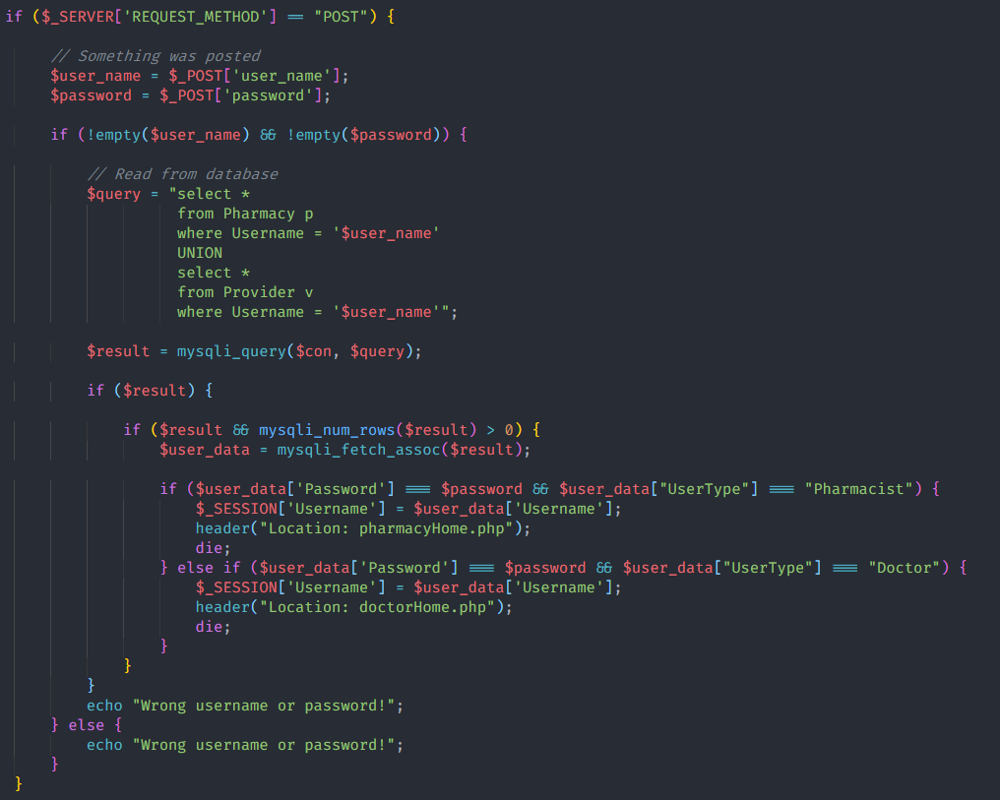 if ($_SERVER['REQUEST_METHOD'] == "POST") {
// Something was posted
$user_name = $_POST['user_name'];
$password = $_POST['password'];
if (!empty($user_name) && !empty($password)) {
// Read from database
$query = "select *
from Pharmacy p
where Username = '$user_name'
UNION
select *
from Provider v
where Username = '$user_name'";
$result = mysqli_query($con, $query);
if ($result) {
if ($result && mysqli_num_rows($result) > 0) {
$user_data = mysqli_fetch_assoc($result);
if ($user_data['Password'] === $password && $user_data["UserType"] === "Pharmacist") {
$_SESSION['Username'] = $user_data['Username'];
header("Location: pharmacyHome.php");
die;
} else if ($user_data['Password'] === $password && $user_data["UserType"] === "Doctor") {
$_SESSION['Username'] = $user_data['Username'];
header("Location: doctorHome.php");
die;
}
}
}
echo "Wrong username or password!";
} else {
echo "Wrong username or password!";
}
}